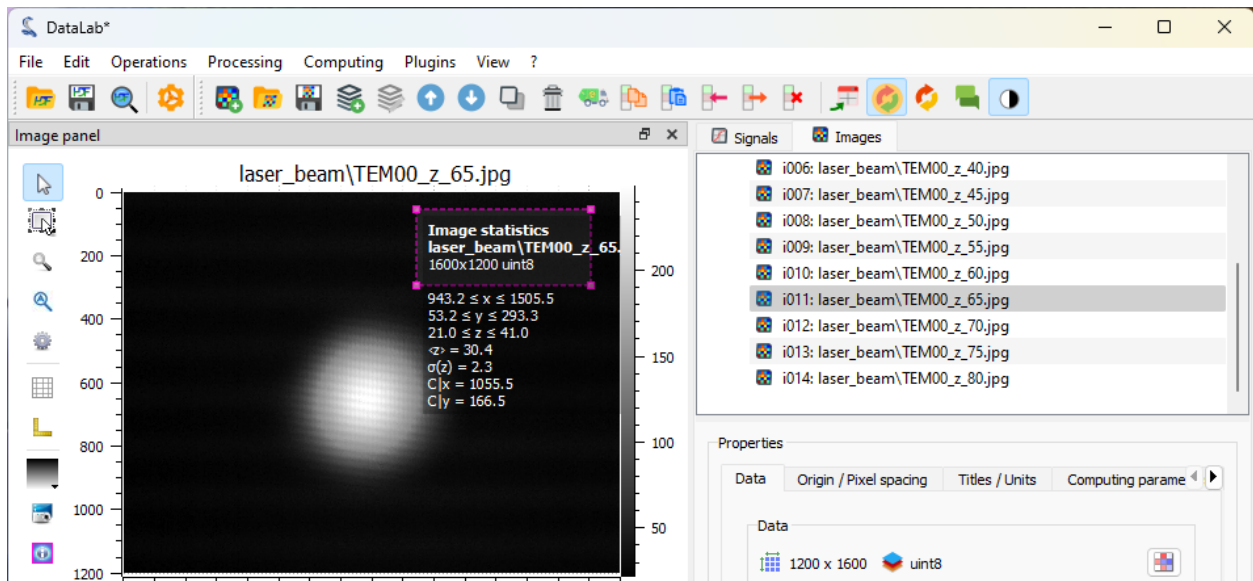 DataLab*
File Edit Operations Processing Computing Plugins View ?
Image panel
Signals Images
laser_beam\TEM00_z_65.jpg
0
200
400
600
800
1000
1200
Image statistics
laser_beam\TEM00_z_65.
1600x1200 uint8
943.2 ≤ x ≤ 1505.5
53.2 ≤ y ≤ 293.3
21.0 ≤ z ≤ 41.0
<z> = 30.4
σ(z) = 2.3
C|x = 1055.5
C|y = 166.5
200
150
100
50
i006: laser_beam\TEM00_z_40.jpg
i007: laser_beam\TEM00_z_45.jpg
i008: laser_beam\TEM00_z_50.jpg
i009: laser_beam\TEM00_z_55.jpg
i010: laser_beam\TEM00_z_60.jpg
i011: laser_beam\TEM00_z_65.jpg
i012: laser_beam\TEM00_z_70.jpg
i013: laser_beam\TEM00_z_75.jpg
i014: laser_beam\TEM00_z_80.jpg
Properties
Data Origin / Pixel spacing Titles / Units Computing parame
Data
1200 x 1600 uint8